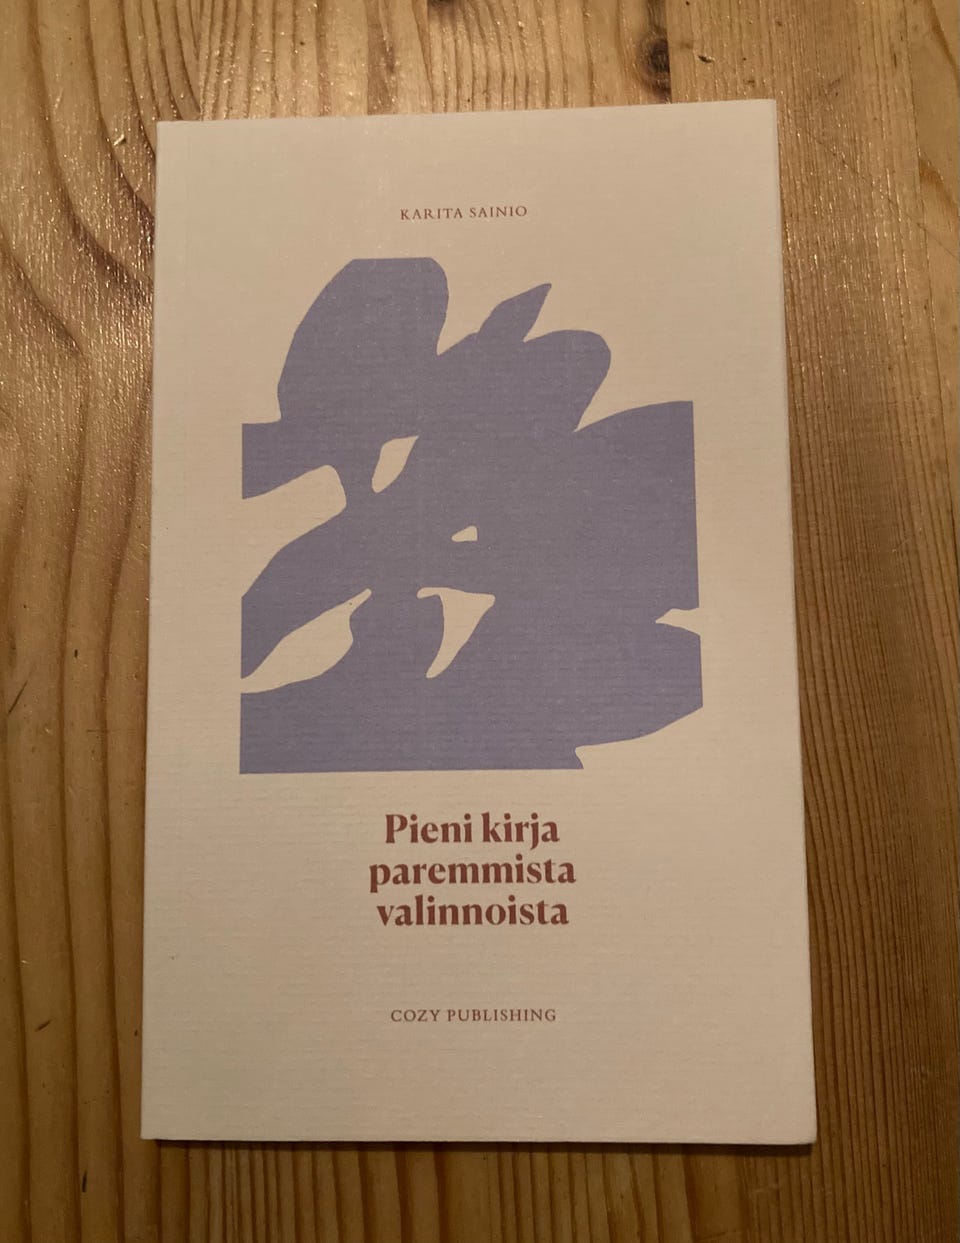 KARITA SAINIO
Pieni kirja
paremmista
valinnoista
COZY PUBLISHING